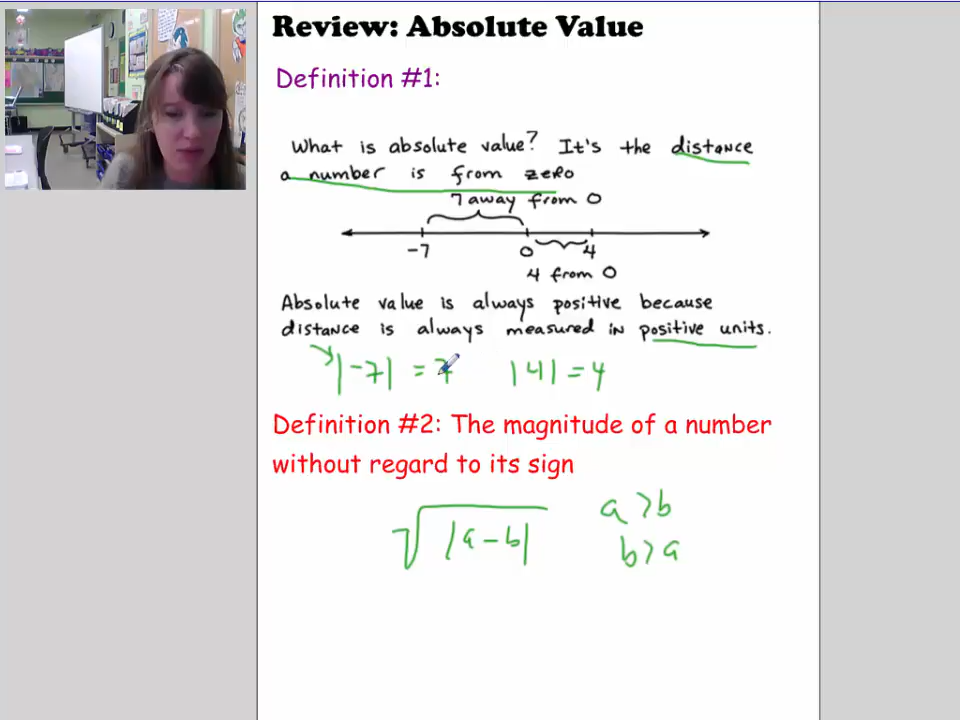 Review: Absolute Value
Definition #1:
What is absolute value? It's the distance
a number is from zero
7 away from 0
-7 0 4
4 from 0
Absolute value is always positive because
distance is always measured in positive units.
|-7| = 7 |4| = 4
Definition #2: The magnitude of a number
without regard to its sign
√|a-b| a > b
b > a